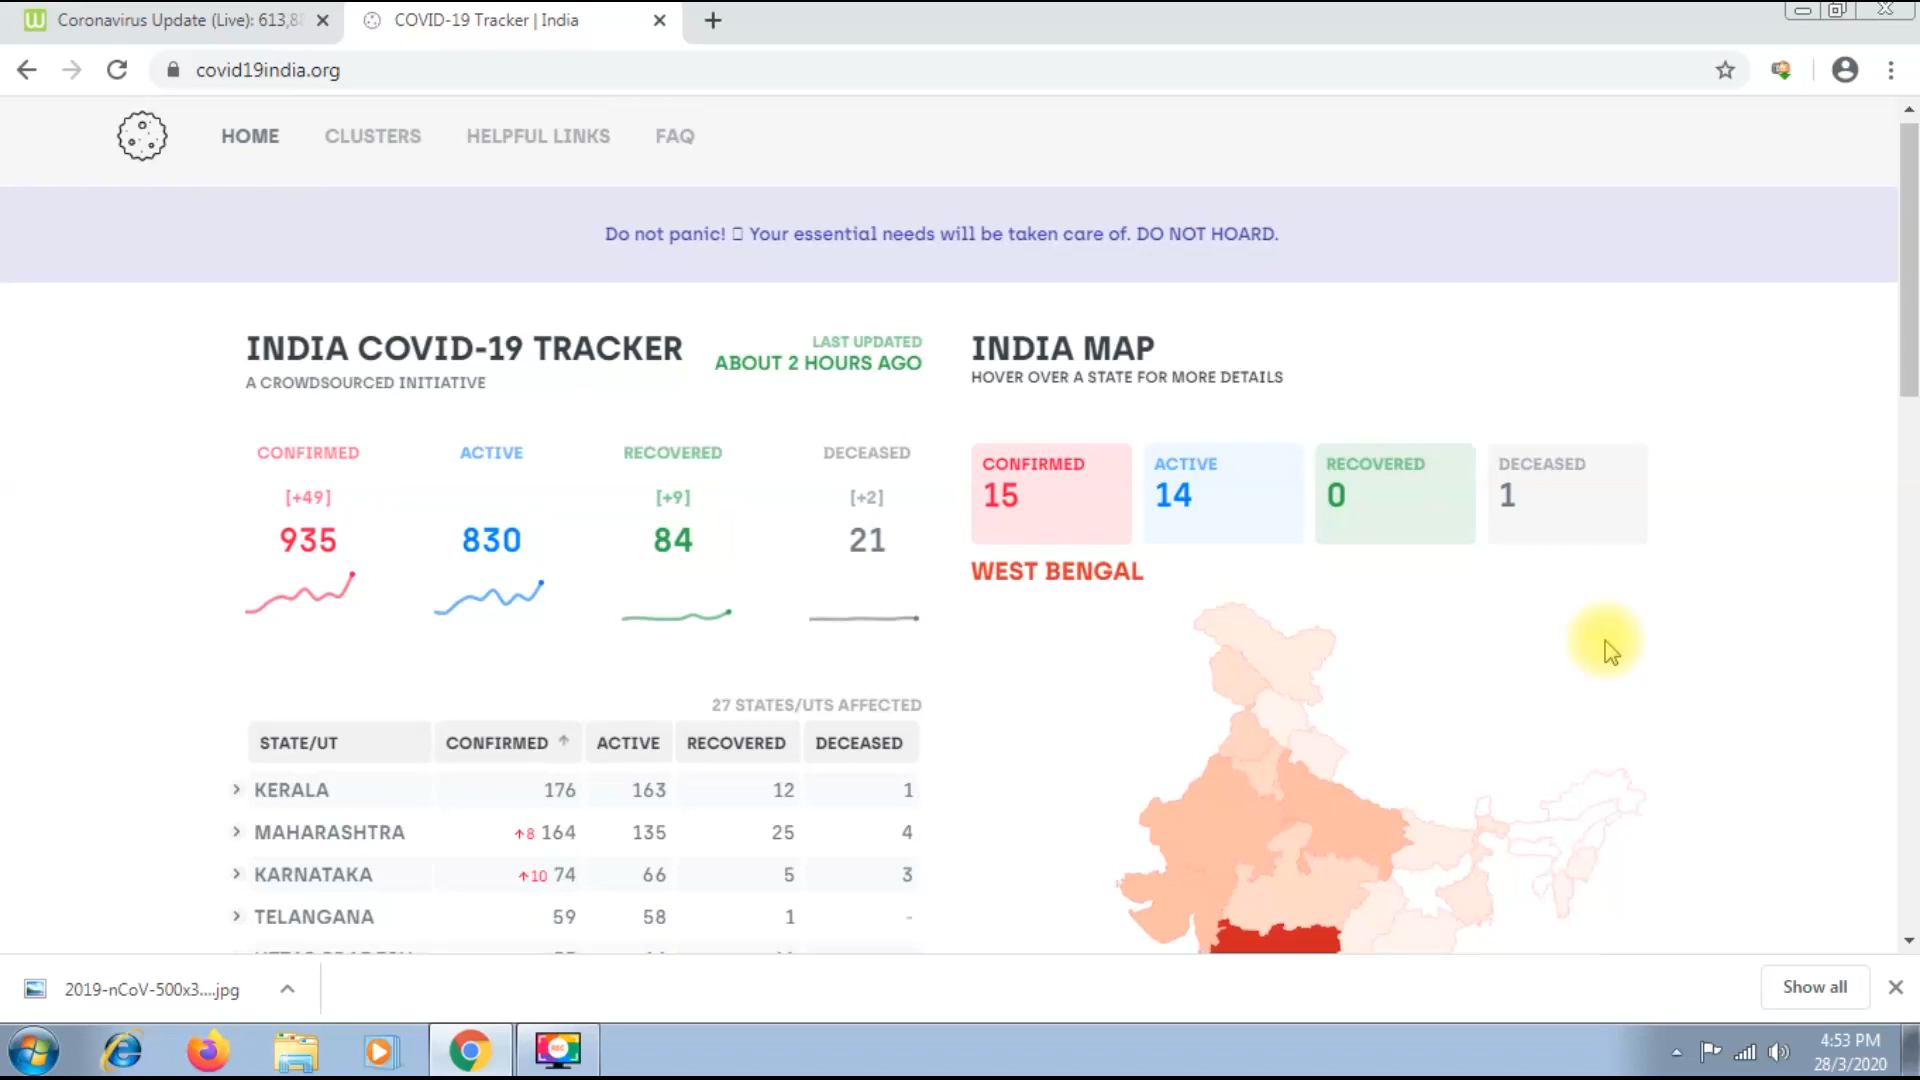 Coronavirus Update (Live): 613,8
COVID-19 Tracker | India
covid19india.org
HOME
CLUSTERS
HELPFUL LINKS
FAQ
Do not panic! Your essential needs will be taken care of. DO NOT HOARD.
INDIA COVID-19 TRACKER
A CROWDSOURCED INITIATIVE
LAST UPDATED
ABOUT 2 HOURS AGO
CONFIRMED ACTIVE RECOVERED DECEASED
[+49] [+9] [+2]
935 830 84 21
27 STATES/UTS AFFECTED
STATE/UT CONFIRMED ↑ ACTIVE RECOVERED DECEASED
KERALA 176 163 12 1
MAHARASHTRA ↑8 164 135 25 4
KARNATAKA ↑10 74 66 5 3
TELANGANA 59 58 1 -
INDIA MAP
HOVER OVER A STATE FOR MORE DETAILS
CONFIRMED ACTIVE RECOVERED DECEASED
15 14 0 1
WEST BENGAL
2019-nCoV-500x3....jpg
Show all
REC
4:53 PM
28/3/2020